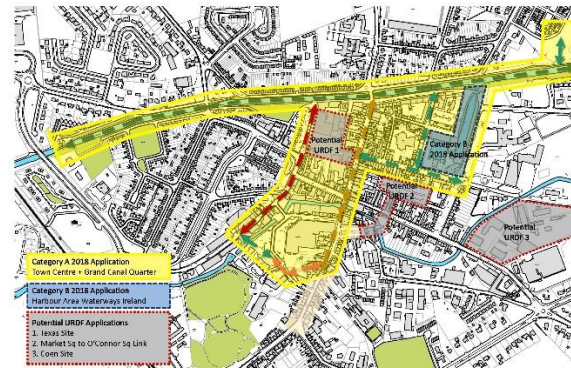 Potential
URDF 1
Category B
2018 Application
Potential
URDF 2
Potential
URDF 3
Category A 2018 Application
Town Centre + Grand Canal Quarter
Category B 2018 Application
Harbour Area Waterways Ireland
Potential URDF Applications
1. Texas Site
2. Market Sq to O'Connor Sq Link
3. Coen Site